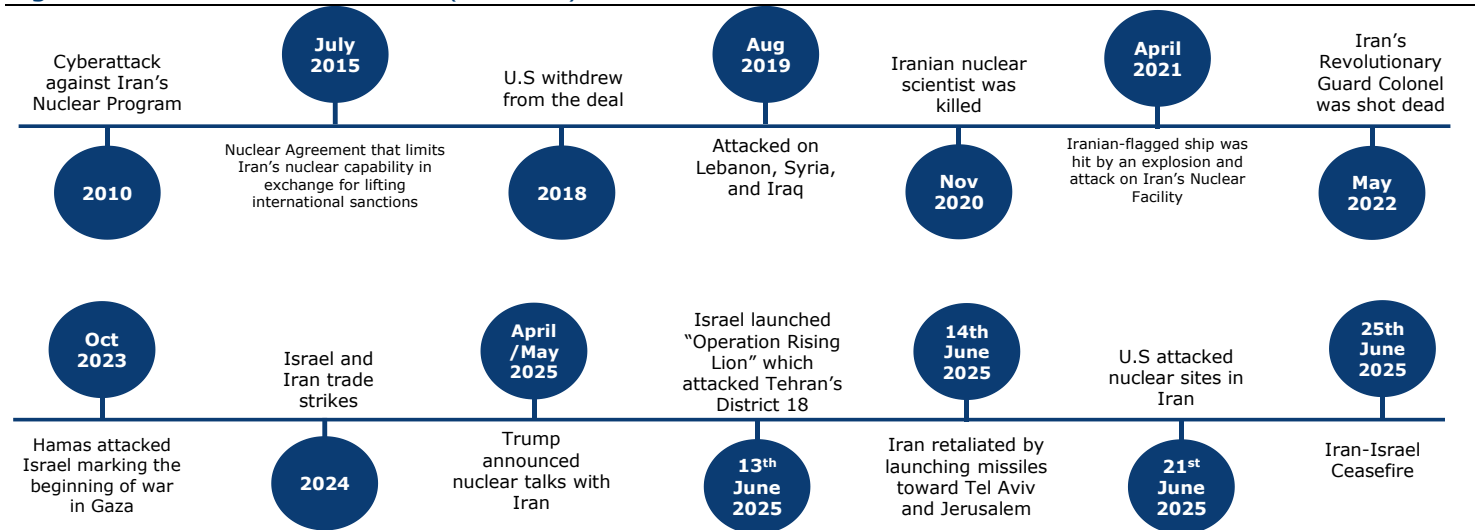 Cyberattack
against Iran’s
Nuclear Program
2010
July
2015
Nuclear Agreement that limits
Iran’s nuclear capability in
exchange for lifting
international sanctions
U.S withdrew
from the deal
2018
Aug
2019
Attacked on
Lebanon, Syria,
and Iraq
Iranian nuclear
scientist was
killed
Nov
2020
April
2021
Iranian-flagged ship was
hit by an explosion and
attack on Iran’s Nuclear
Facility
Iran’s
Revolutionary
Guard Colonel
was shot dead
May
2022
Oct
2023
Hamas attacked
Israel marking the
beginning of war
in Gaza
Israel and
Iran trade
strikes
2024
April
/May
2025
Trump
announced
nuclear talks with
Iran
Israel launched
“Operation Rising
Lion” which
attacked Tehran’s
District 18
13th
June
2025
14th
June
2025
Iran retaliated by
launching missiles
toward Tel Aviv
and Jerusalem
U.S attacked
nuclear sites in
Iran
21st
June
2025
25th
June
2025
Iran-Israel
Ceasefire